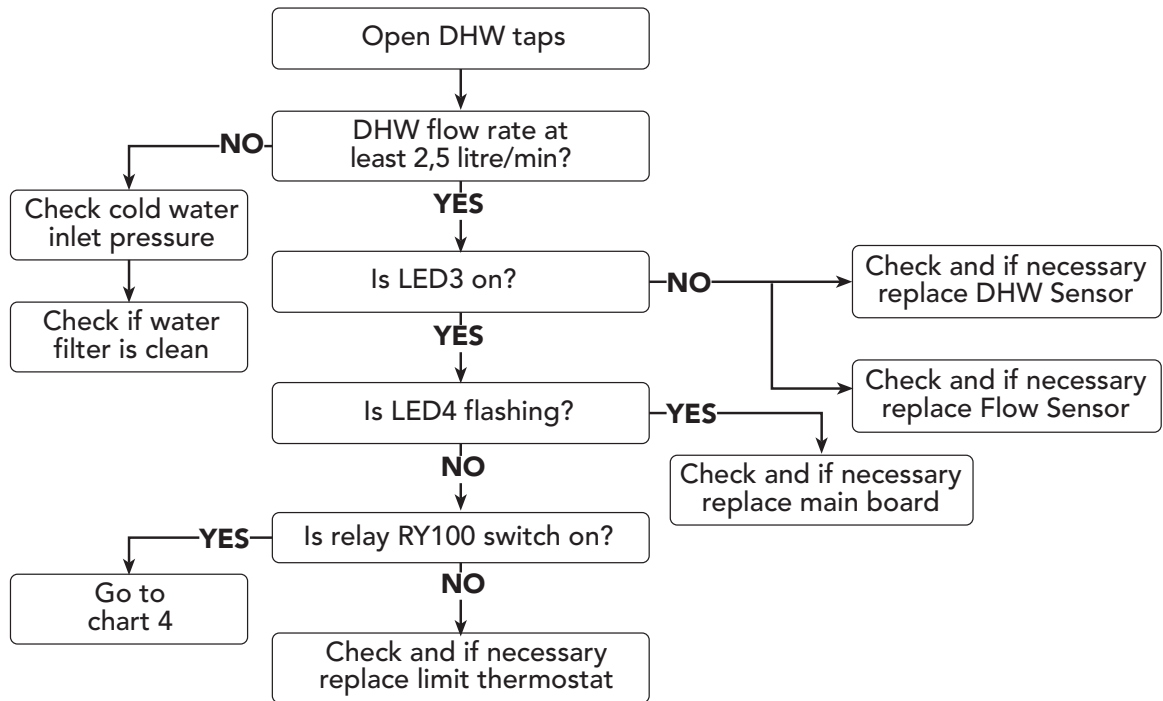 Open DHW taps
DHW flow rate at
least 2,5 litre/min?
NO
Check cold water
inlet pressure
Check if water
filter is clean
YES
Is LED3 on?
NO
Check and if necessary
replace DHW Sensor
Check and if necessary
replace Flow Sensor
YES
Is LED4 flashing?
YES
Check and if necessary
replace main board
NO
Is relay RY100 switch on?
YES
Go to
chart 4
NO
Check and if necessary
replace limit thermostat